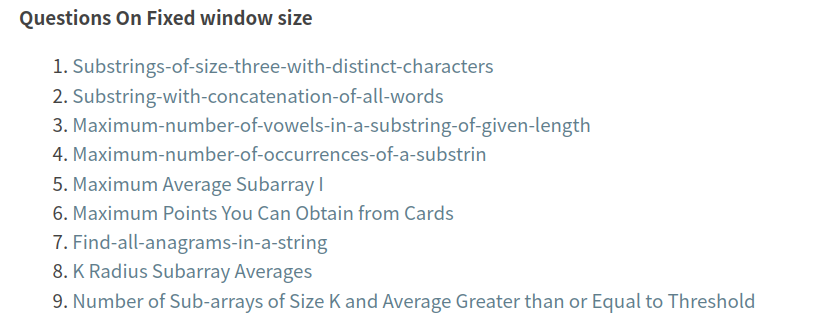 Questions On Fixed window size
1. Substrings-of-size-three-with-distinct-characters
2. Substring-with-concatenation-of-all-words
3. Maximum-number-of-vowels-in-a-substring-of-given-length
4. Maximum-number-of-occurrences-of-a-substrin
5. Maximum Average Subarray I
6. Maximum Points You Can Obtain from Cards
7. Find-all-anagrams-in-a-string
8. K Radius Subarray Averages
9. Number of Sub-arrays of Size K and Average Greater than or Equal to Threshold